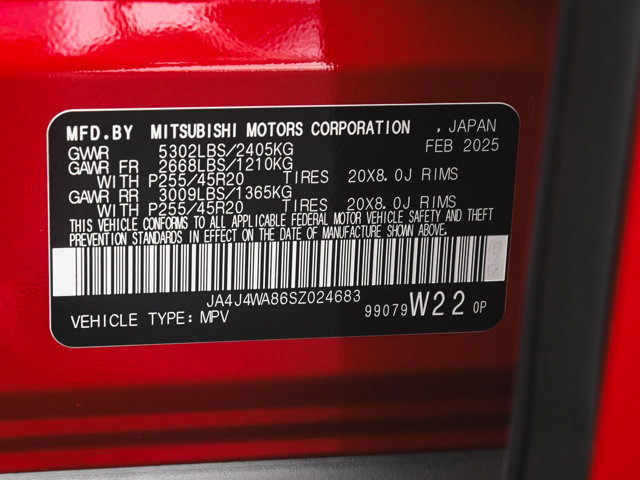 MFD.BY MITSUBISHI MOTORS CORPORATION , JAPAN
GVWR 5302LBS/2405KG FEB 2025
GAWR FR 2668LBS/1210KG
WITH P255/45R20 TIRES 20X8.0J RIMS
GAWR RR 3009LBS/1365KG
WITH P255/45R20 TIRES 20X8.0J RIMS
THIS VEHICLE CONFORMS TO ALL APPLICABLE FEDERAL MOTOR VEHICLE SAFETY AND THEFT
PREVENTION STANDARDS IN EFFECT ON THE DATE OF MANUFACTURE SHOWN ABOVE.
JA4J4WA86SZ024683
VEHICLE TYPE:MPV 99079 W22 0P